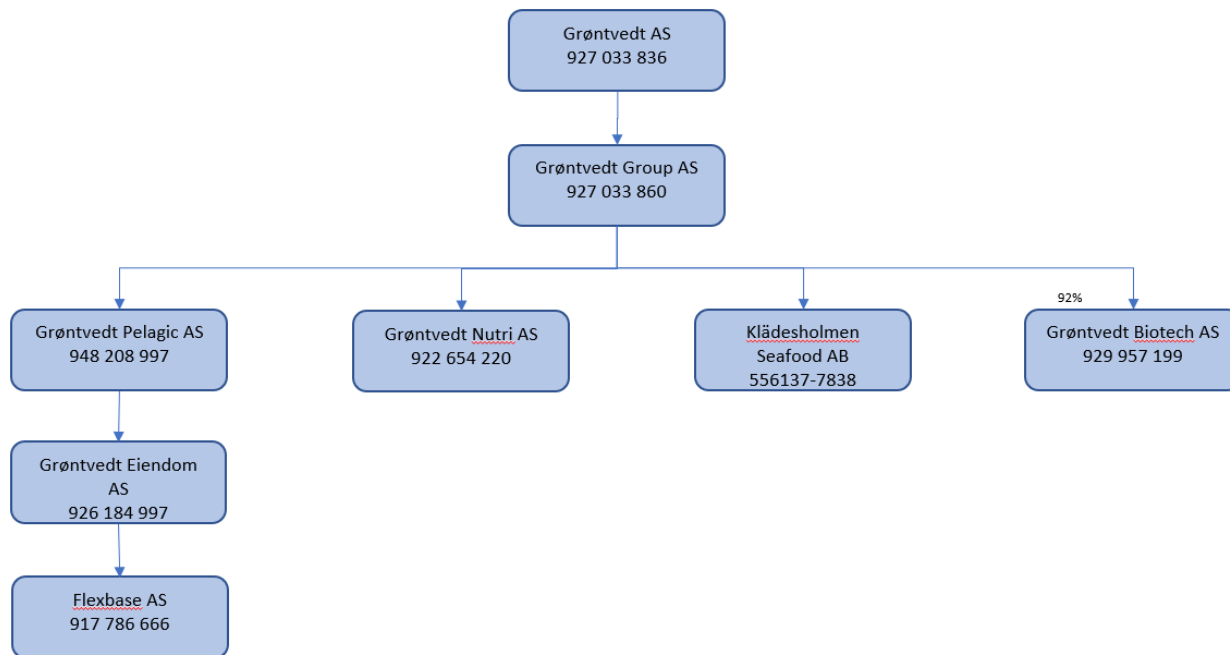 Grøntvedt AS
927 033 836
Grøntvedt Group AS
927 033 860
92%
Grøntvedt Pelagic AS
948 208 997
Grøntvedt Nutri AS
922 654 220
Klädesholmen
Seafood AB
556137-7838
Grøntvedt Biotech AS
929 957 199
Grøntvedt Eiendom
AS
926 184 997
Flexbase AS
917 786 666